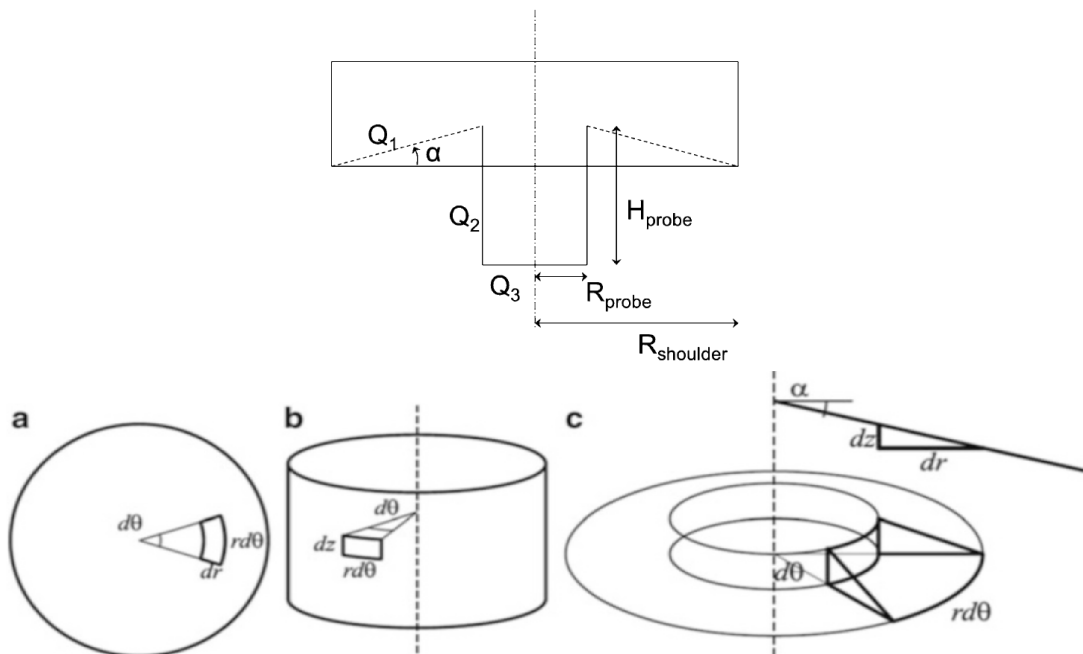 Q1
α
Q2
Hprobe
Q3
Rprobe
Rshoulder
a
dθ
rdθ
dr
b
dθ
dz
rdθ
c
α
dz
dr
dθ
rdθ